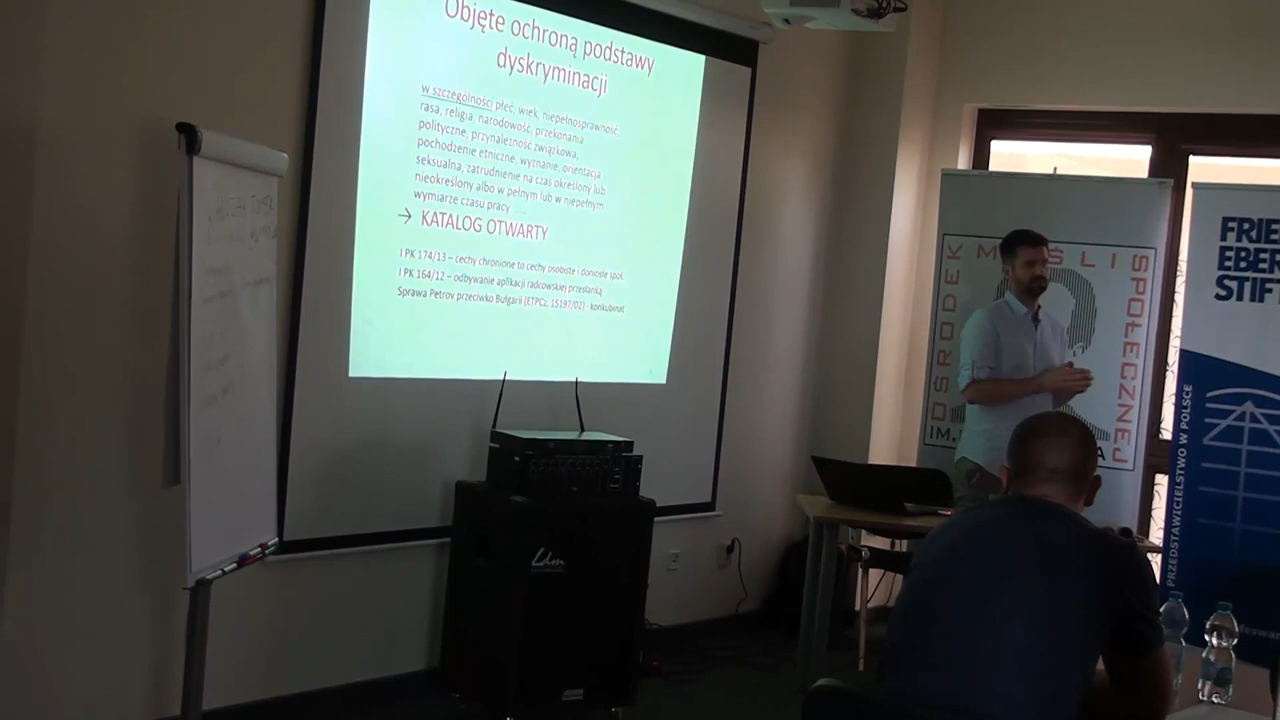 Objęte ochroną podstawy
dyskryminacji
w szczególności płeć, wiek, niepełnosprawność,
rasa, religia, narodowość, przekonania
polityczne, przynależność związkowa,
pochodzenie etniczne, wyznanie, orientacja
seksualna, zatrudnienie na czas określony lub
nieokreślony albo w pełnym lub w niepełnym
wymiarze czasu pracy ....
→ KATALOG OTWARTY
I PK 174/13 – cechy chronione to cechy osobiste i doniosłe społ.
I PK 164/12 – odbywanie aplikacji radcowskiej przesłanką
Sprawa Petrov przeciwko Bułgarii (ETPCz, 15197/02) - konkubinat
Ldm
OŚRODEK MYŚLI SPOŁECZNEJ
IM.
A
FRIE
EBER
STIFT
PRZEDSTAWICIELSTWO W POLSCE